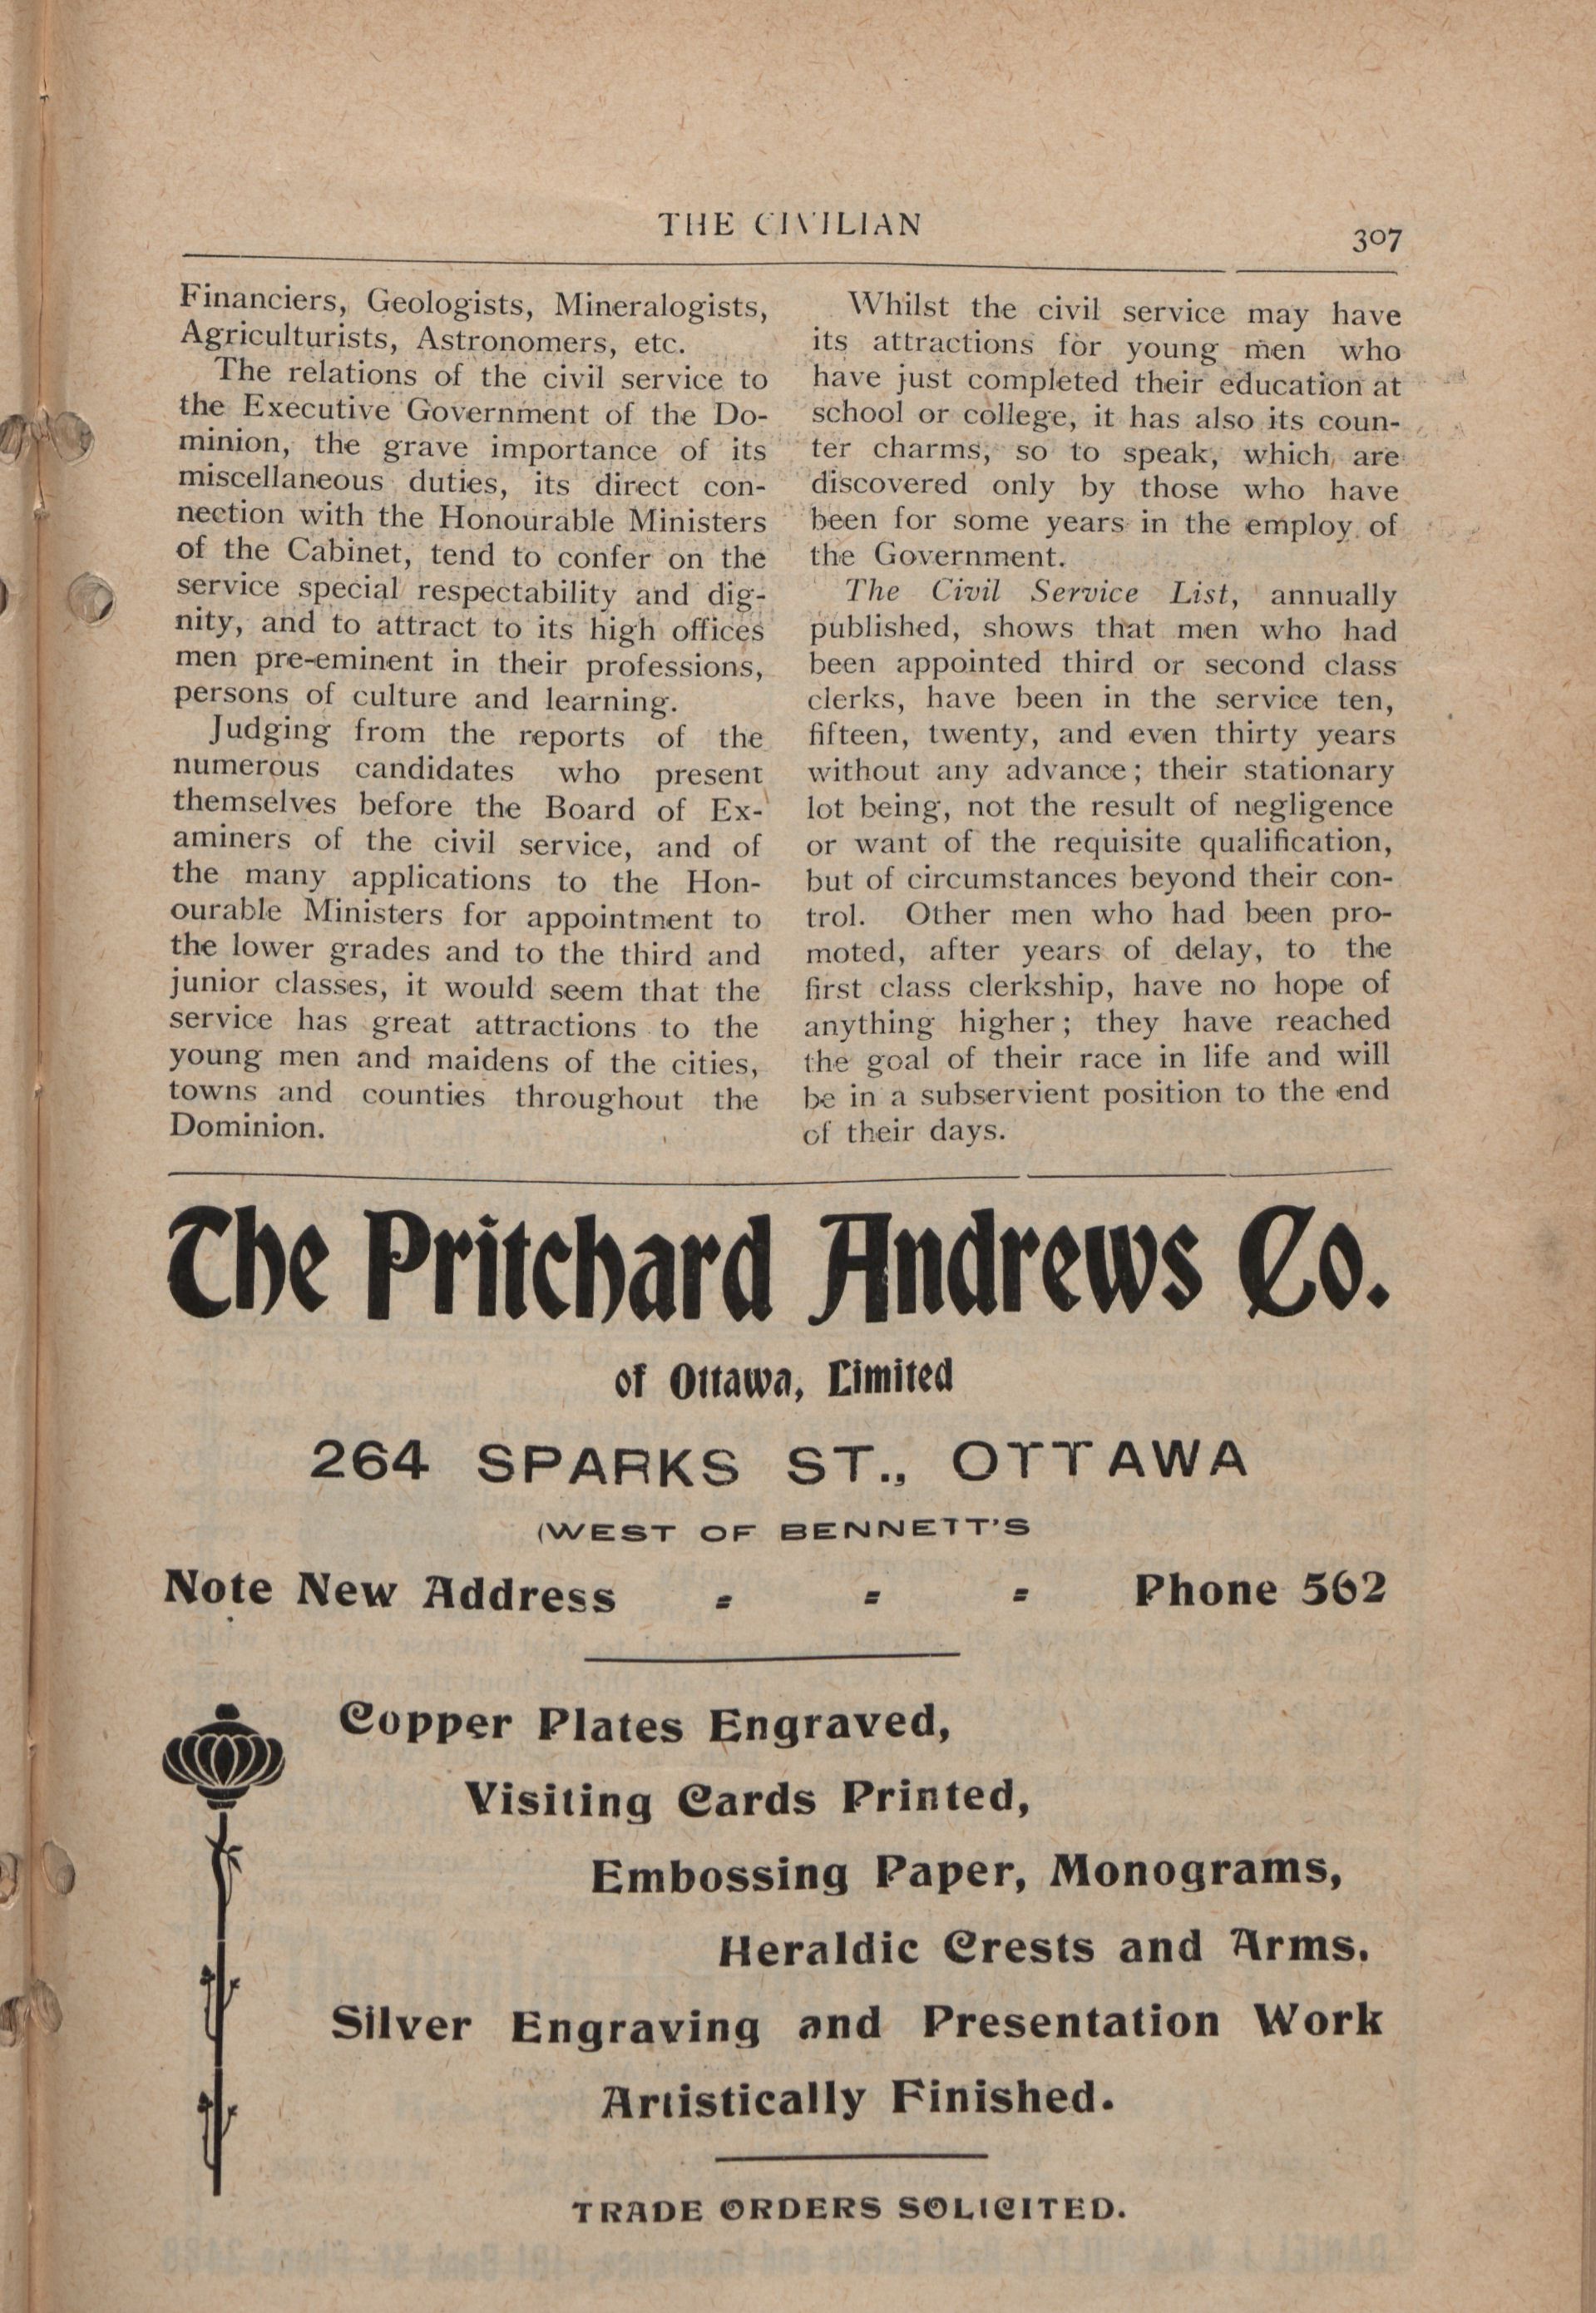 THE CIVILIAN
307
Financiers, Geologists, Mineralogists,
Agriculturists, Astronomers, etc.
The relations of the civil service to
the Executive Government of the Do-
minion, the grave importance of its
miscellaneous duties, its direct con-
nection with the Honourable Ministers
of the Cabinet, tend to confer on the
service special respectability and dig-
nity, and to attract to its high offices
men pre-eminent in their professions,
persons of culture and learning.
Judging from the reports of the
numerous candidates who present
themselves before the Board of Ex-
aminers of the civil service, and of
the many applications to the Hon-
ourable Ministers for appointment to
the lower grades and to the third and
junior classes, it would seem that the
service has great attractions to the
young men and maidens of the cities,
towns and counties throughout the
Dominion.
Whilst the civil service may have
its attractions for young men who
have just completed their education at
school or college, it has also its coun-
ter charms, so to speak, which are
discovered only by those who have
been for some years in the employ of
the Government.
The Civil Service List, annually
published, shows that men who had
been appointed third or second class
clerks, have been in the service ten,
fifteen, twenty, and even thirty years
without any advance; their stationary
lot being, not the result of negligence
or want of the requisite qualification,
but of circumstances beyond their con-
trol. Other men who had been pro-
moted, after years of delay, to the
first class clerkship, have no hope of
anything higher; they have reached
the goal of their race in life and will
be in a subservient position to the end
of their days.
The Pritchard Andrews Co.
of Ottawa, Limited
264 SPARKS ST., OTTAWA
(WEST OF BENNETT'S
Note New Address = = = Phone 562
Copper Plates Engraved,
Visiting Cards Printed,
Embossing Paper, Monograms,
Heraldic Crests and Arms.
Silver Engraving and Presentation Work
Artistically Finished.
TRADE ORDERS SOLICITED.